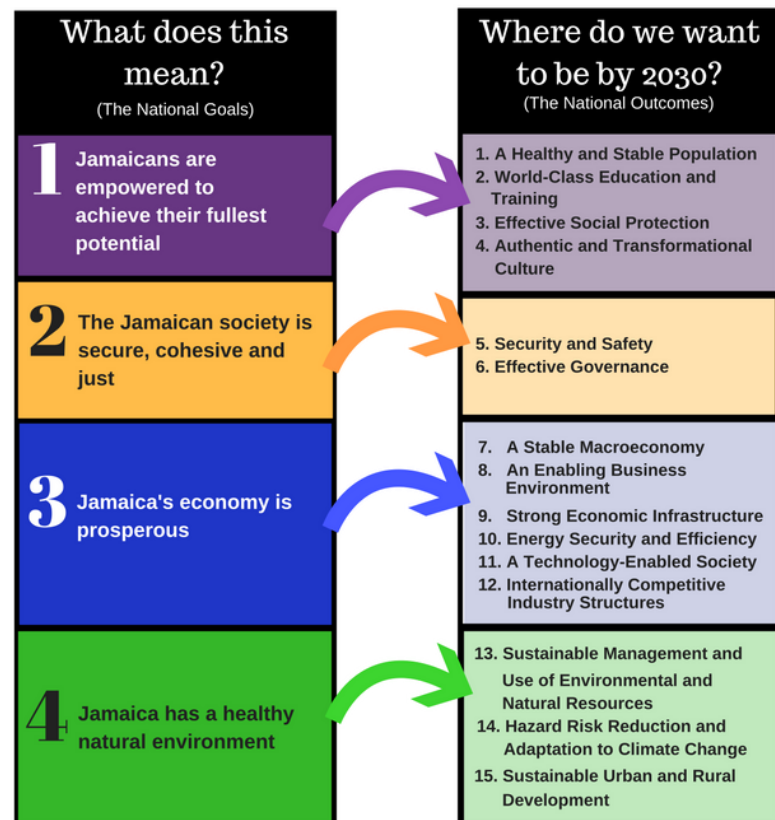 What does this
mean?
(The National Goals)
1
Jamaicans are
empowered to
achieve their fullest
potential
2
The Jamaican society is
secure, cohesive and
just
3
Jamaica's economy is
prosperous
4
Jamaica has a healthy
natural environment
Where do we want
to be by 2030?
(The National Outcomes)
1. A Healthy and Stable Population
2. World-Class Education and
Training
3. Effective Social Protection
4. Authentic and Transformational
Culture
5. Security and Safety
6. Effective Governance
7. A Stable Macroeconomy
8. An Enabling Business
Environment
9. Strong Economic Infrastructure
10. Energy Security and Efficiency
11. A Technology-Enabled Society
12. Internationally Competitive
Industry Structures
13. Sustainable Management and
Use of Environmental and
Natural Resources
14. Hazard Risk Reduction and
Adaptation to Climate Change
15. Sustainable Urban and Rural
Development